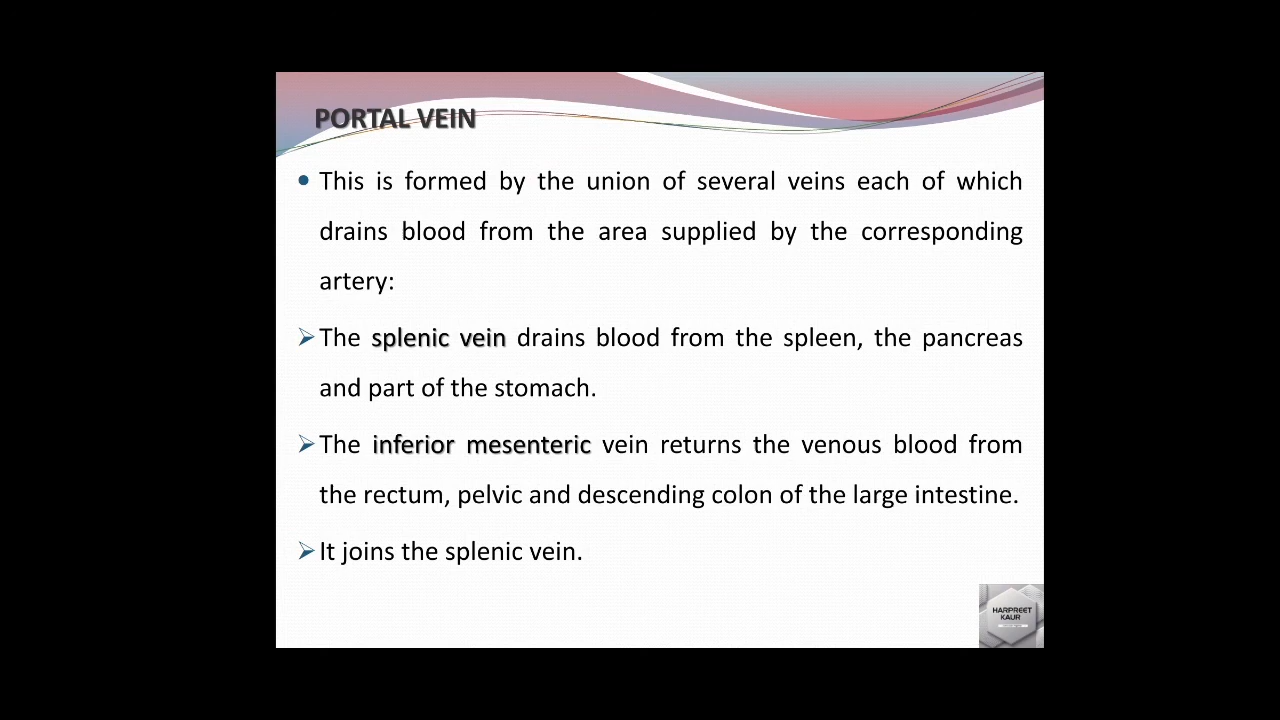 PORTAL VEIN
• This is formed by the union of several veins each of which
drains blood from the area supplied by the corresponding
artery:
➢ The splenic vein drains blood from the spleen, the pancreas
and part of the stomach.
➢ The inferior mesenteric vein returns the venous blood from
the rectum, pelvic and descending colon of the large intestine.
➢ It joins the splenic vein.
HARPREET
KAUR